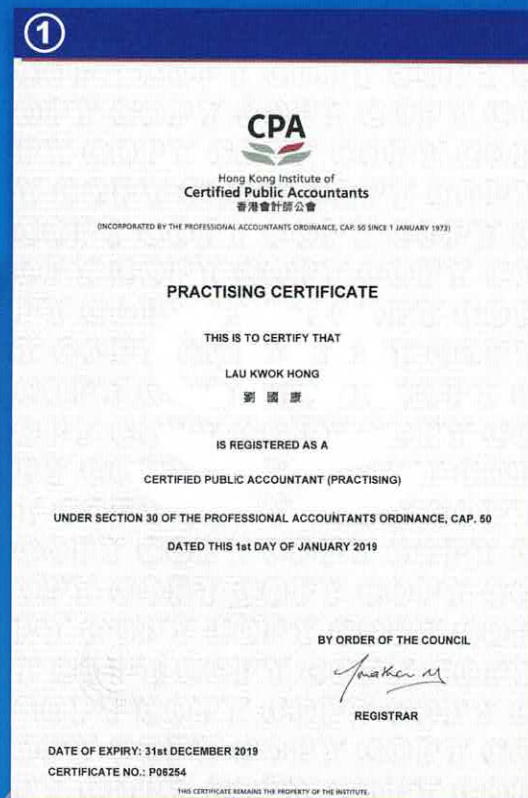 ①
CPA
Hong Kong Institute of
Certified Public Accountants
香港會計師公會
(INCORPORATED BY THE PROFESSIONAL ACCOUNTANTS ORDINANCE, CAP. 50 SINCE 1 JANUARY 1973)
PRACTISING CERTIFICATE
THIS IS TO CERTIFY THAT
LAU KWOK HONG
劉 國 康
IS REGISTERED AS A
CERTIFIED PUBLIC ACCOUNTANT (PRACTISING)
UNDER SECTION 30 OF THE PROFESSIONAL ACCOUNTANTS ORDINANCE, CAP. 50
DATED THIS 1st DAY OF JANUARY 2019
BY ORDER OF THE COUNCIL
REGISTRAR
DATE OF EXPIRY: 31st DECEMBER 2019
CERTIFICATE NO.: P06254
THIS CERTIFICATE REMAINS THE PROPERTY OF THE INSTITUTE.